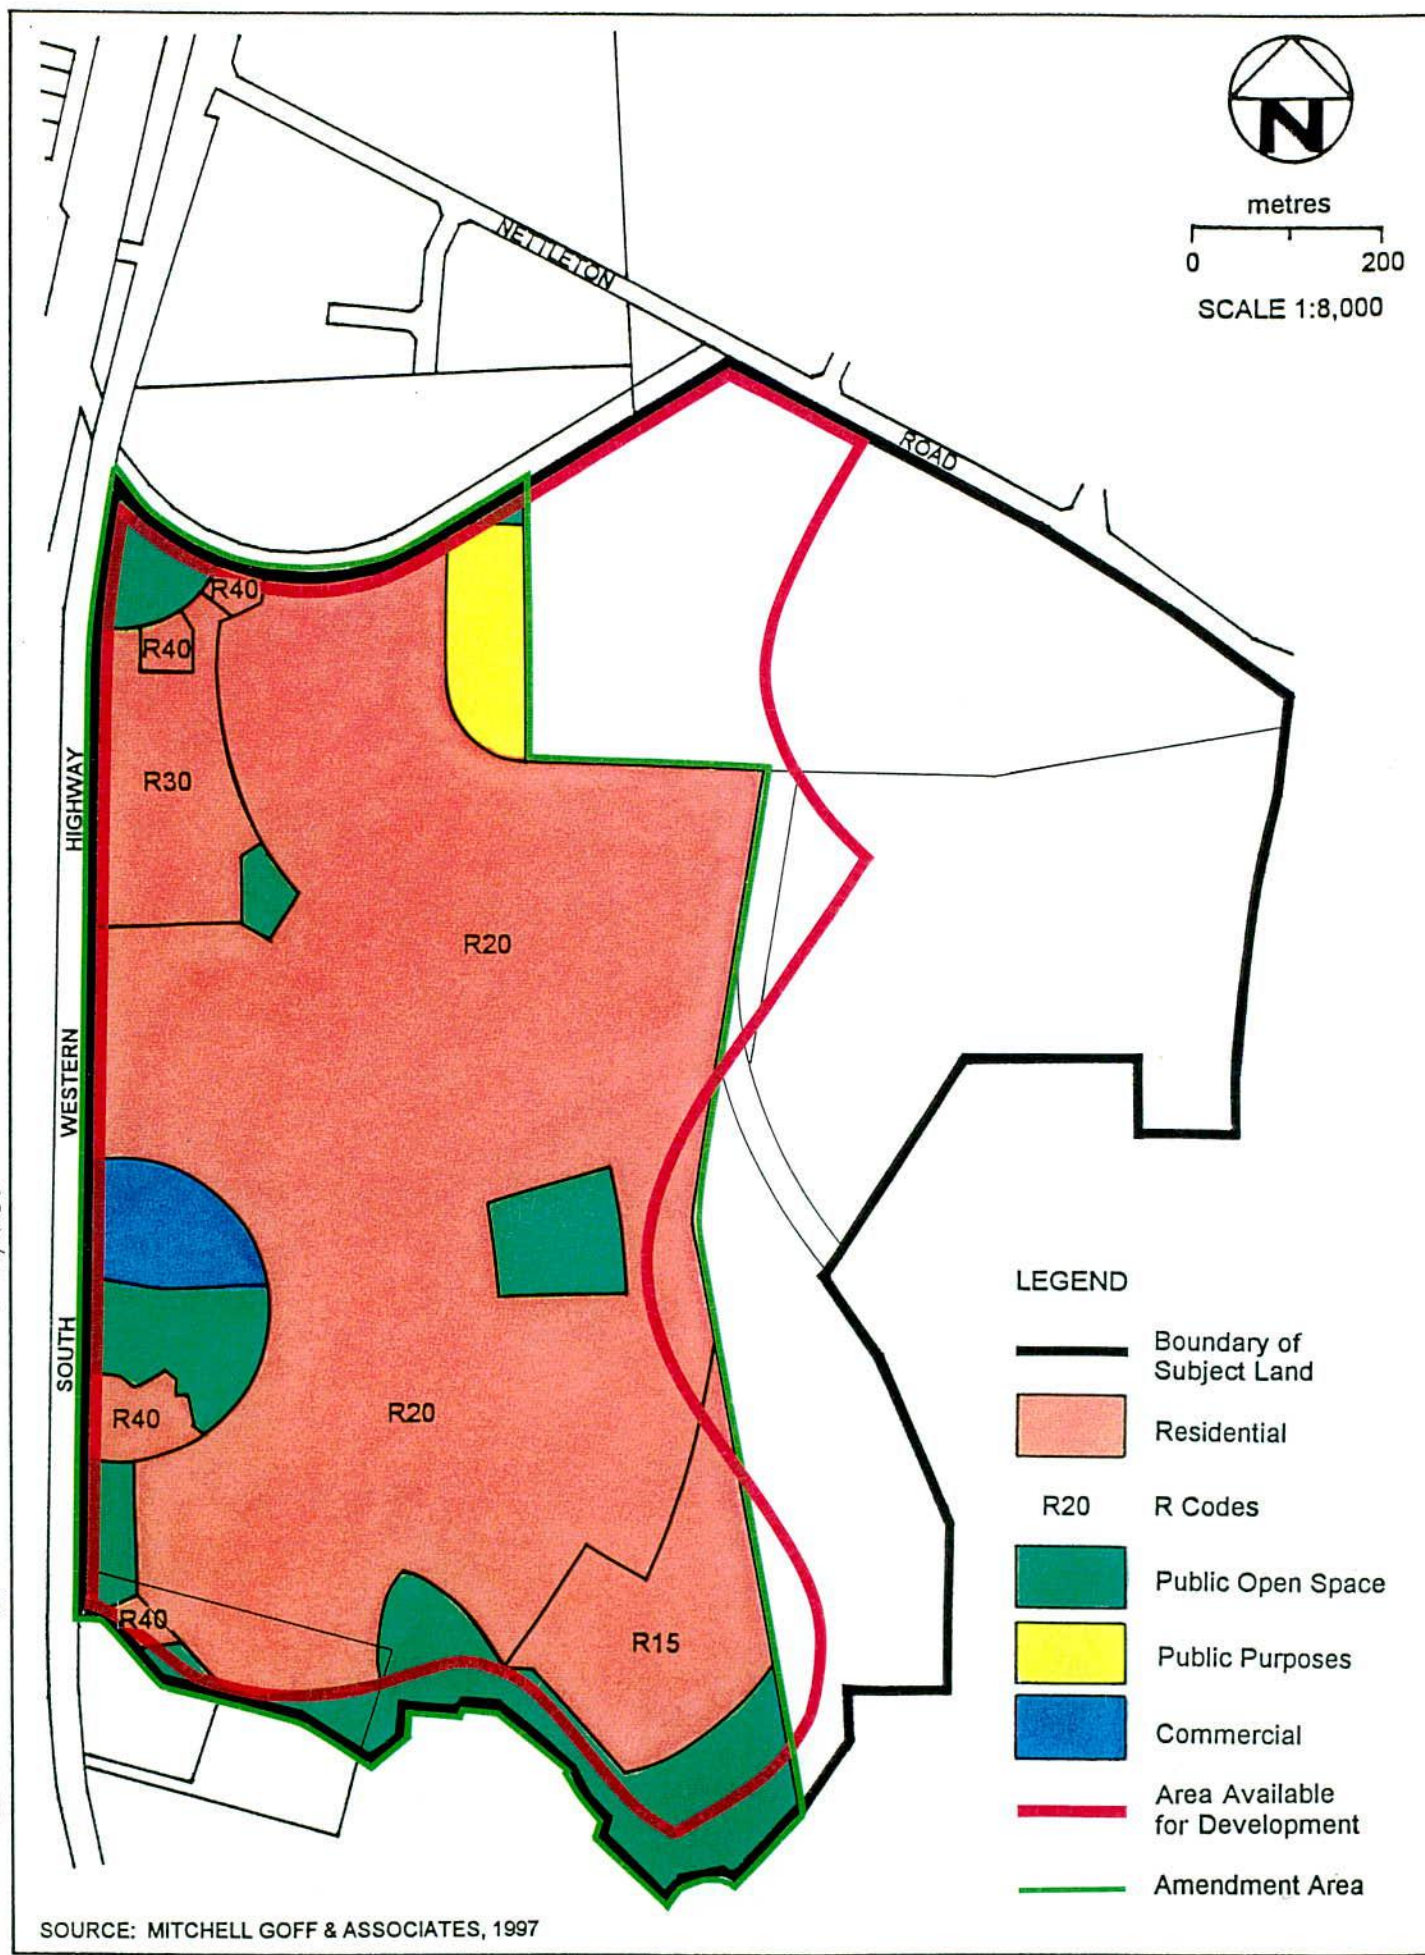 N
metres
0 200
SCALE 1:8,000
NETTLETON
ROAD
R40
R40
R30
HIGHWAY
R20
WESTERN
SOUTH
R40
R20
R40
R15
LEGEND
Boundary of
Subject Land
Residential
R20 R Codes
Public Open Space
Public Purposes
Commercial
Area Available
for Development
Amendment Area
SOURCE: MITCHELL GOFF & ASSOCIATES, 1997